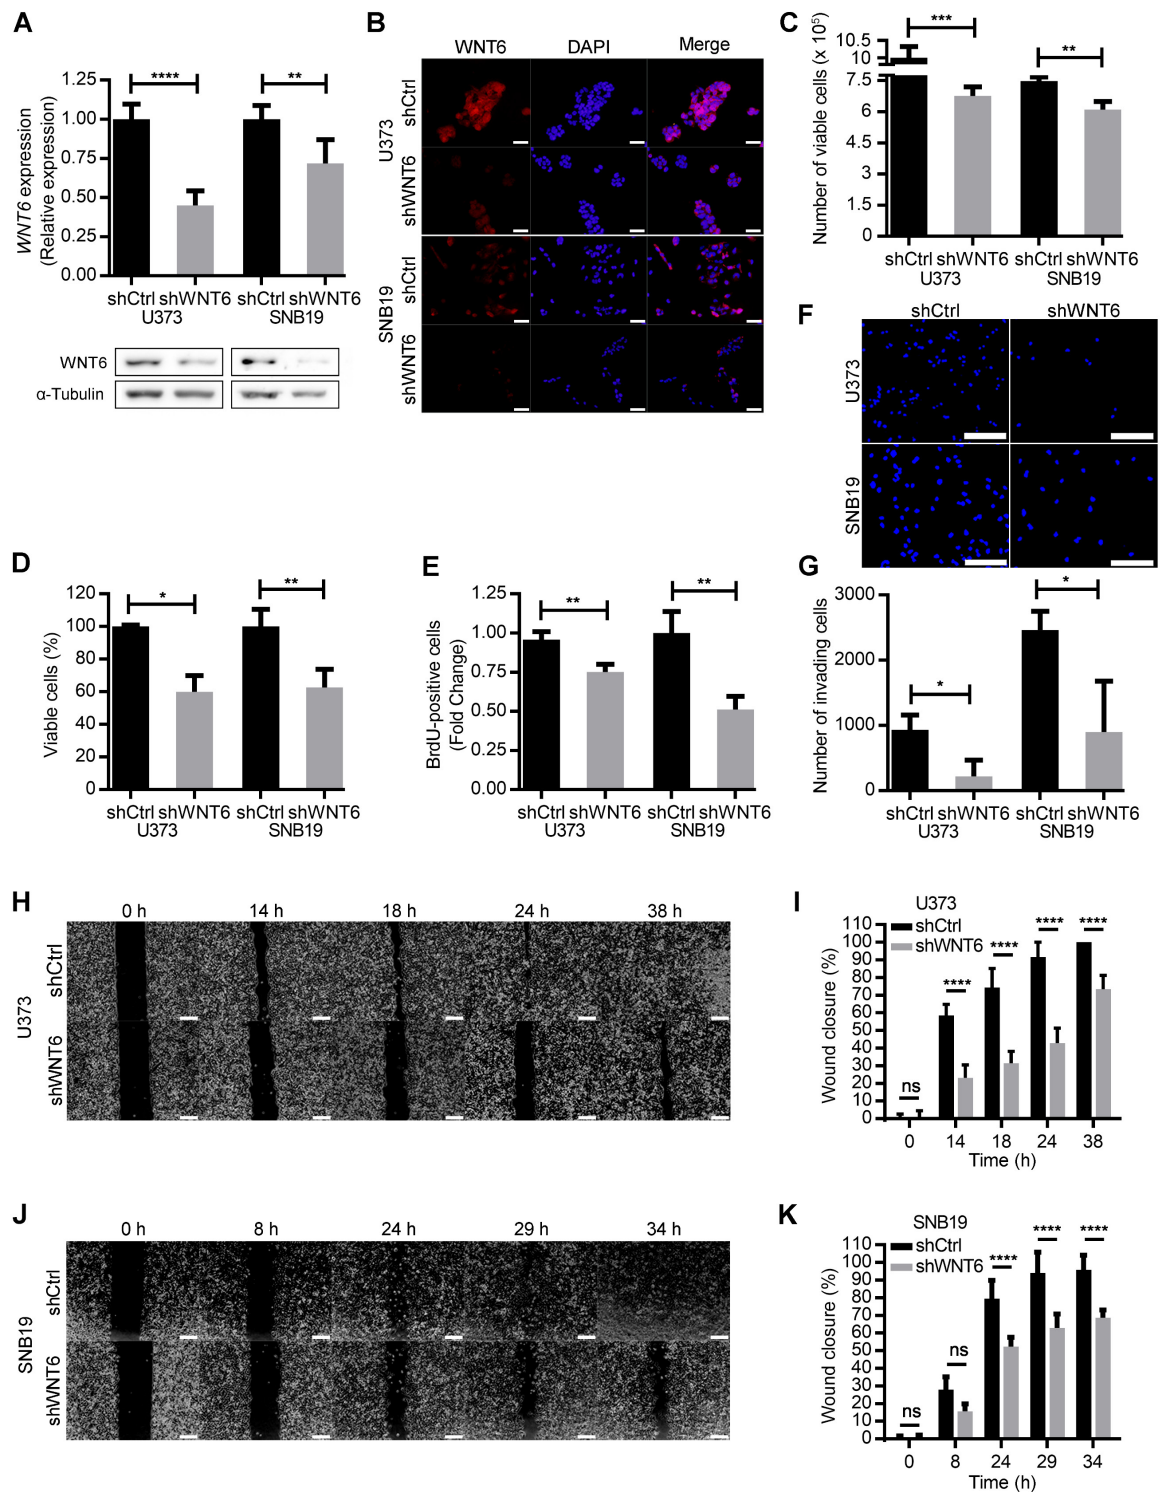 A
WNT6 expression
(Relative expression)
1.25
1.00
0.75
0.50
0.25
0.00
****
**
shCtrl shWNT6 shCtrl shWNT6
U373 SNB19
WNT6
α-Tubulin
B
WNT6 DAPI Merge
U373
shCtrl
shWNT6
SNB19
shCtrl
shWNT6
C
Number of viable cells (x 10⁵)
10.5
10
7.5
6
4.5
3
1.5
0
***
**
shCtrl shWNT6 shCtrl shWNT6
U373 SNB19
F
shCtrl shWNT6
U373
SNB19
D
Viable cells (%)
120
100
80
60
40
20
0
*
**
shCtrl shWNT6 shCtrl shWNT6
U373 SNB19
E
BrdU-positive cells
(Fold Change)
1.25
1.00
0.75
0.50
0.25
0.00
**
**
shCtrl shWNT6 shCtrl shWNT6
U373 SNB19
G
Number of invading cells
3000
2000
1000
0
*
*
shCtrl shWNT6 shCtrl shWNT6
U373 SNB19
H
0 h 14 h 18 h 24 h 38 h
U373
shCtrl
shWNT6
I
U373
shCtrl
shWNT6
Wound closure (%)
110
100
90
80
70
60
50
40
30
20
10
0
ns **** **** **** ****
0 14 18 24 38
Time (h)
J
0 h 8 h 24 h 29 h 34 h
SNB19
shCtrl
shWNT6
K
SNB19
shCtrl
shWNT6
Wound closure (%)
110
100
90
80
70
60
50
40
30
20
10
0
ns ns **** **** ****
0 8 24 29 34
Time (h)